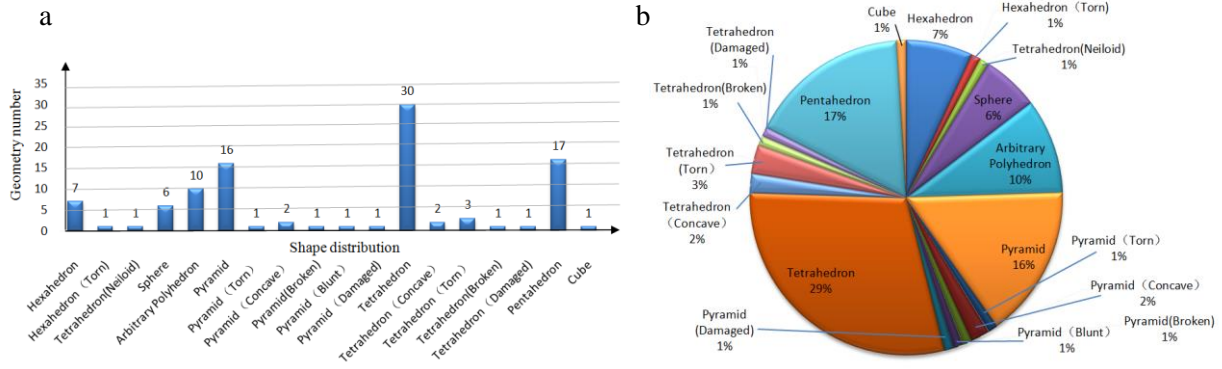 a
Geometry number
35
30
25
20
15
10
5
0
7
1
1
6
10
16
1
2
1
1
1
30
2
3
1
1
17
1
Shape distribution
Hexahedron
Hexahedron（Torn）
Tetrahedron(Neiloid)
Sphere
Arbitrary Polyhedron
Pyramid
Pyramid（Torn）
Pyramid（Concave）
Pyramid(Broken)
Pyramid（Blunt）
Pyramid（Damaged）
Tetrahedron
Tetrahedron（Concave）
Tetrahedron（Torn）
Tetrahedron(Broken)
Tetrahedron（Damaged）
Pentahedron
Cube
b
Cube
1%
Hexahedron
7%
Hexahedron（Torn）
1%
Tetrahedron(Neiloid)
1%
Sphere
6%
Arbitrary
Polyhedron
10%
Pyramid
16%
Pyramid（Torn）
1%
Pyramid（Concave）
2%
Pyramid(Broken)
1%
Pyramid（Blunt）
1%
Pyramid
(Damaged）
1%
Tetrahedron
29%
Tetrahedron
（Concave）
2%
Tetrahedron
(Torn）
3%
Tetrahedron(Broken)
1%
Tetrahedron
(Damaged）
1%
Pentahedron
17%